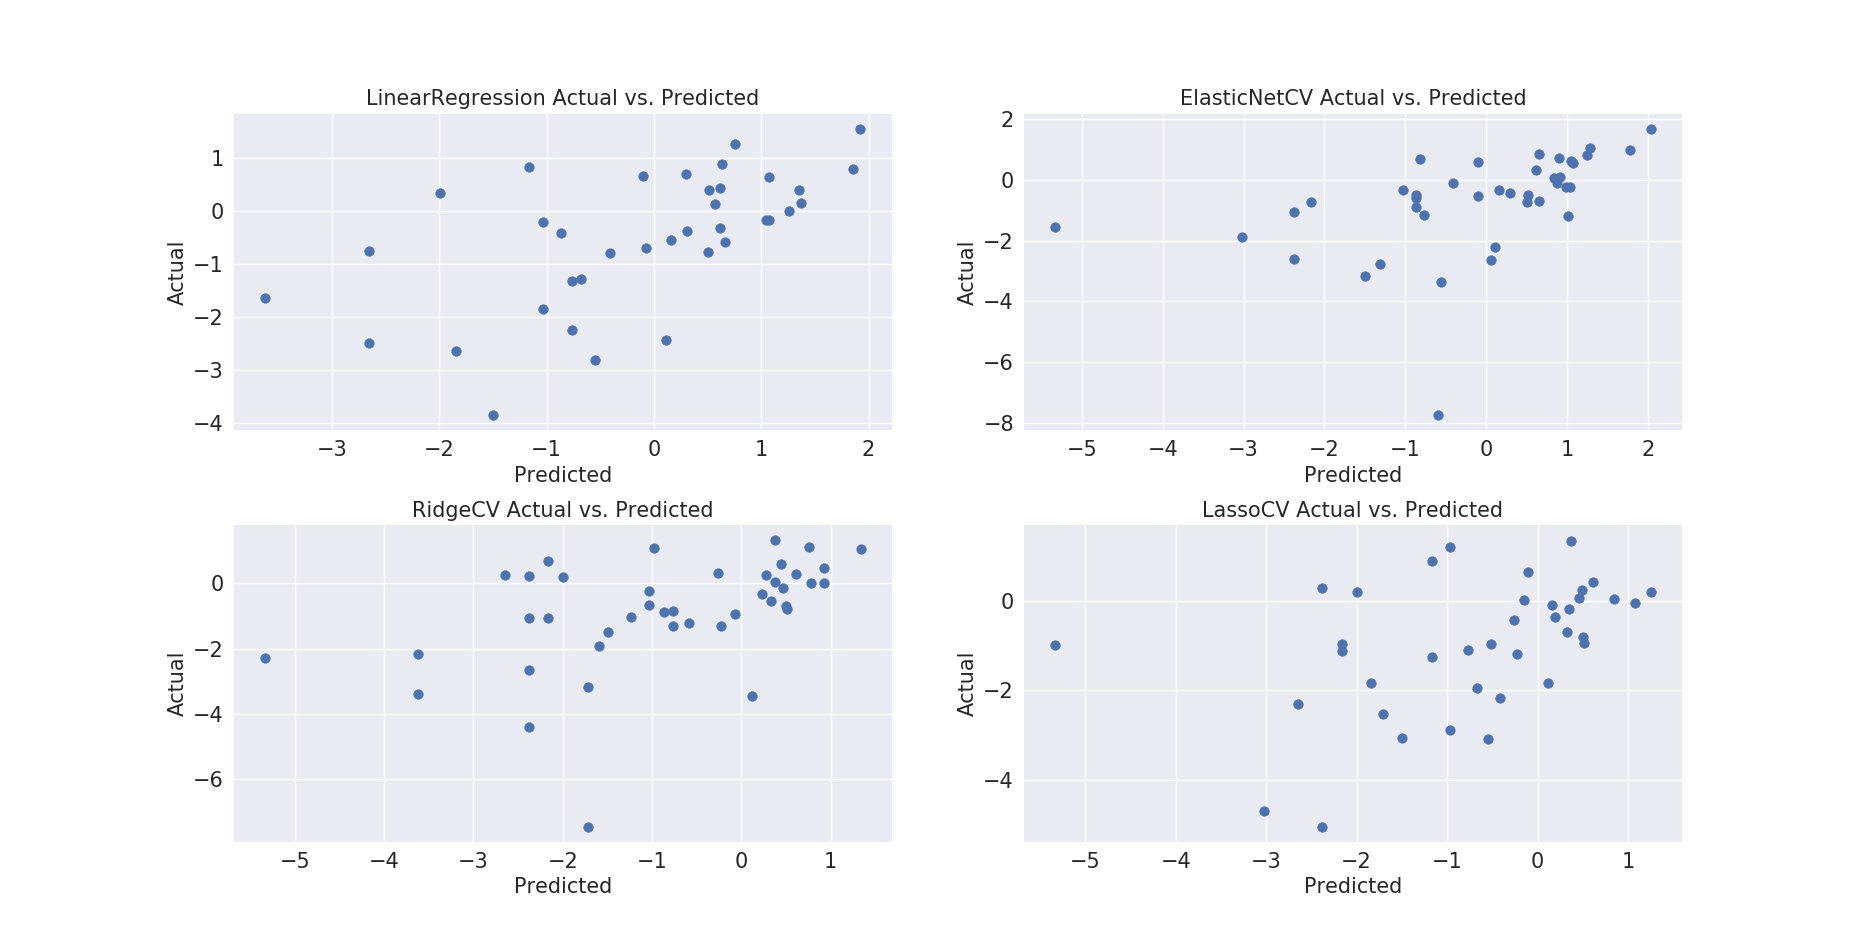 LinearRegression Actual vs. Predicted
Actual
1
0
−1
−2
−3
−4
−3 −2 −1 0 1 2
Predicted
ElasticNetCV Actual vs. Predicted
Actual
2
0
−2
−4
−6
−8
−5 −4 −3 −2 −1 0 1 2
Predicted
RidgeCV Actual vs. Predicted
Actual
0
−2
−4
−6
−5 −4 −3 −2 −1 0 1
Predicted
LassoCV Actual vs. Predicted
Actual
0
−2
−4
−5 −4 −3 −2 −1 0 1
Predicted